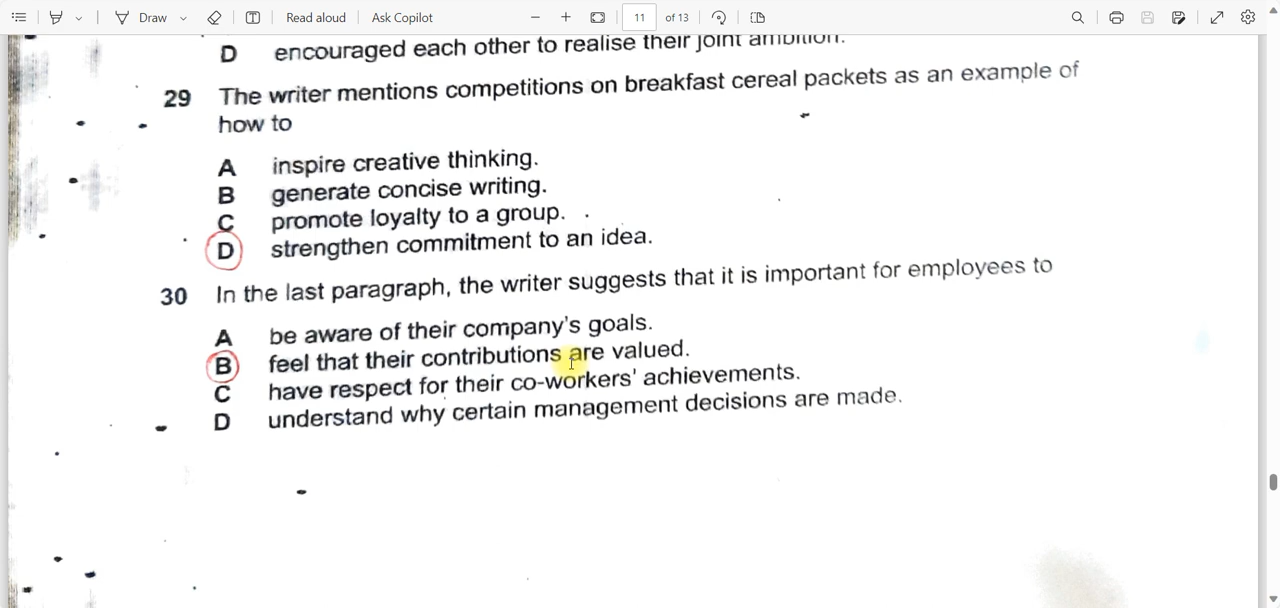 Draw
Read aloud
Ask Copilot
11
of 13
D encouraged each other to realise their joint ambition.
29 The writer mentions competitions on breakfast cereal packets as an example of
how to
A inspire creative thinking.
B generate concise writing.
C promote loyalty to a group.
D strengthen commitment to an idea.
30 In the last paragraph, the writer suggests that it is important for employees to
A be aware of their company's goals.
B feel that their contributions are valued.
C have respect for their co-workers' achievements.
D understand why certain management decisions are made.